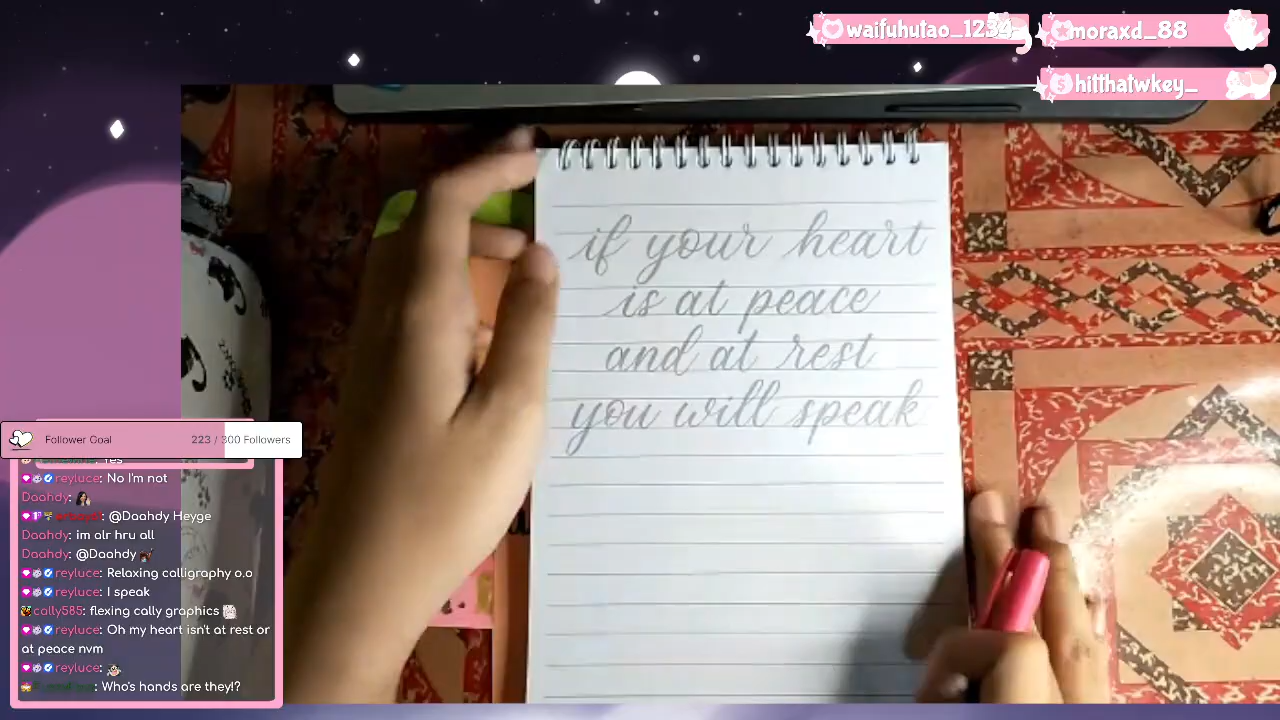 waifuhutao_1234
moraxd_88
hitthatwkey_
if your heart
is at peace
and at rest
you will speak
Follower Goal 223 / 300 Followers
Yes
reyluce: No I'm not
Daahdy:
@Daahdy Heyge
Daahdy: im alr hru all
Daahdy: @Daahdy
reyluce: Relaxing calligraphy o.o
reyluce: I speak
cally585: flexing cally graphics
reyluce: Oh my heart isn't at rest or
at peace nvm
reyluce:
Who's hands are they!?